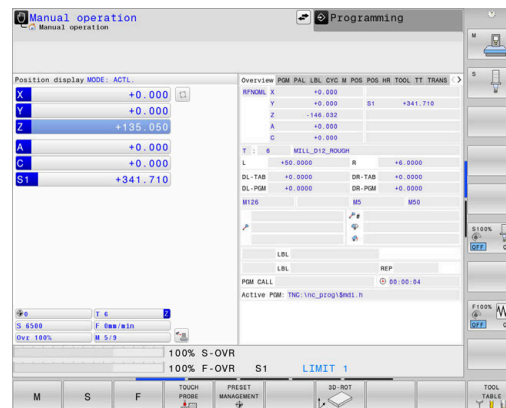 Manual operation
Manual operation
Programming
Position display MODE: ACTL.
X +0.000
Y +0.000
Z +135.050
A +0.000
C +0.000
S1 +341.710
0 T 6 Z
S 6500 F 0mm/min
Ovr 100% M 5/9
Overview PGM PAL LBL CYC M POS POS HR TOOL TT TRANS
RFNOML X +0.000
Y +0.000 S1 +341.710
Z -146.032
A +0.000
C +0.000
T : 6 MILL_D12_ROUGH
L +50.0000 R +6.0000
DL-TAB +0.0000 DR-TAB +0.0000
DL-PGM +0.0000 DR-PGM +0.0000
M126 M5 M50
LBL
LBL REP
PGM CALL 00:00:04
Active PGM: TNC:\nc_prog\$mdi.h
100% S-OVR
100% F-OVR S1 LIMIT 1
M
S
F
TOUCH PROBE
PRESET MANAGEMENT
3D-ROT
TOOL TABLE
M
S
S100%
OFF
F100%
OFF